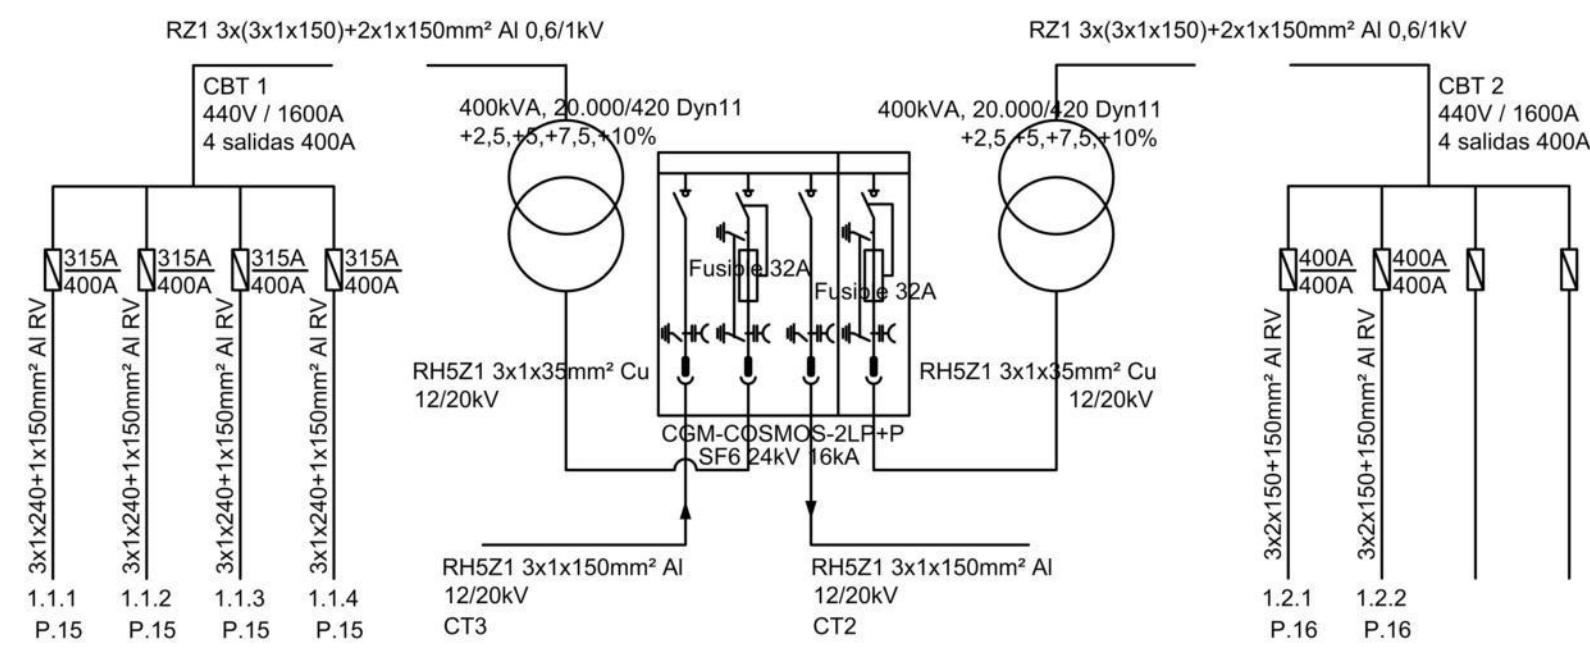 RZ1 3x(3x1x150)+2x1x150mm² Al 0,6/1kV
RZ1 3x(3x1x150)+2x1x150mm² Al 0,6/1kV
CBT 1
440V / 1600A
4 salidas 400A
400kVA, 20.000/420 Dyn11
+2,5,+5,+7,5,+10%
400kVA, 20.000/420 Dyn11
+2,5,+5,+7,5,+10%
CBT 2
440V / 1600A
4 salidas 400A
315A
400A
315A
400A
315A
400A
315A
400A
Fusible 32A
Fusible 32A
400A
400A
400A
400A
3x1x240+1x150mm² Al RV
3x1x240+1x150mm² Al RV
3x1x240+1x150mm² Al RV
3x1x240+1x150mm² Al RV
RH5Z1 3x1x35mm² Cu
12/20kV
RH5Z1 3x1x35mm² Cu
12/20kV
3x2x150+150mm² Al RV
3x2x150+150mm² Al RV
CGM-COSMOS-2LP+P
SF6 24kV 16kA
RH5Z1 3x1x150mm² Al
12/20kV
CT3
RH5Z1 3x1x150mm² Al
12/20kV
CT2
1.1.1
P.15
1.1.2
P.15
1.1.3
P.15
1.1.4
P.15
1.2.1
P.16
1.2.2
P.16